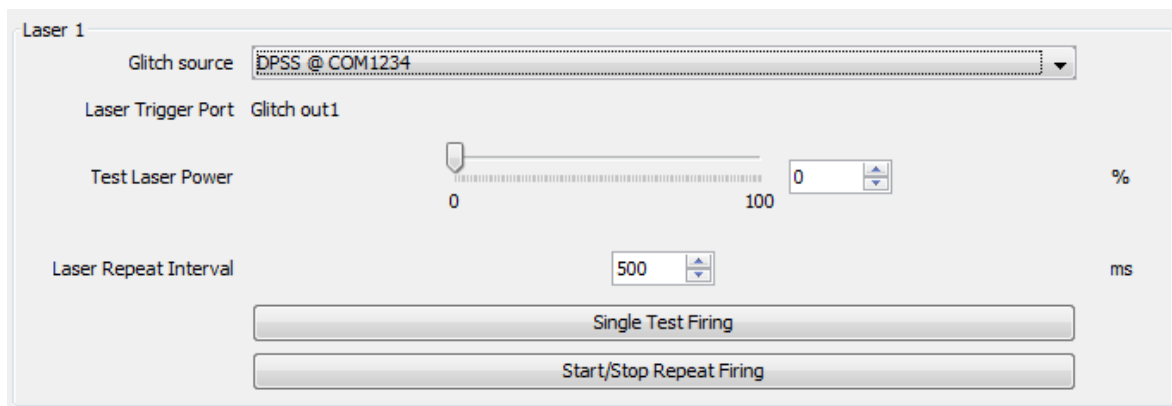 Laser 1
Glitch source DPSS @ COM1234
Laser Trigger Port Glitch out1
Test Laser Power 0 %
0 100
Laser Repeat Interval 500 ms
Single Test Firing
Start/Stop Repeat Firing